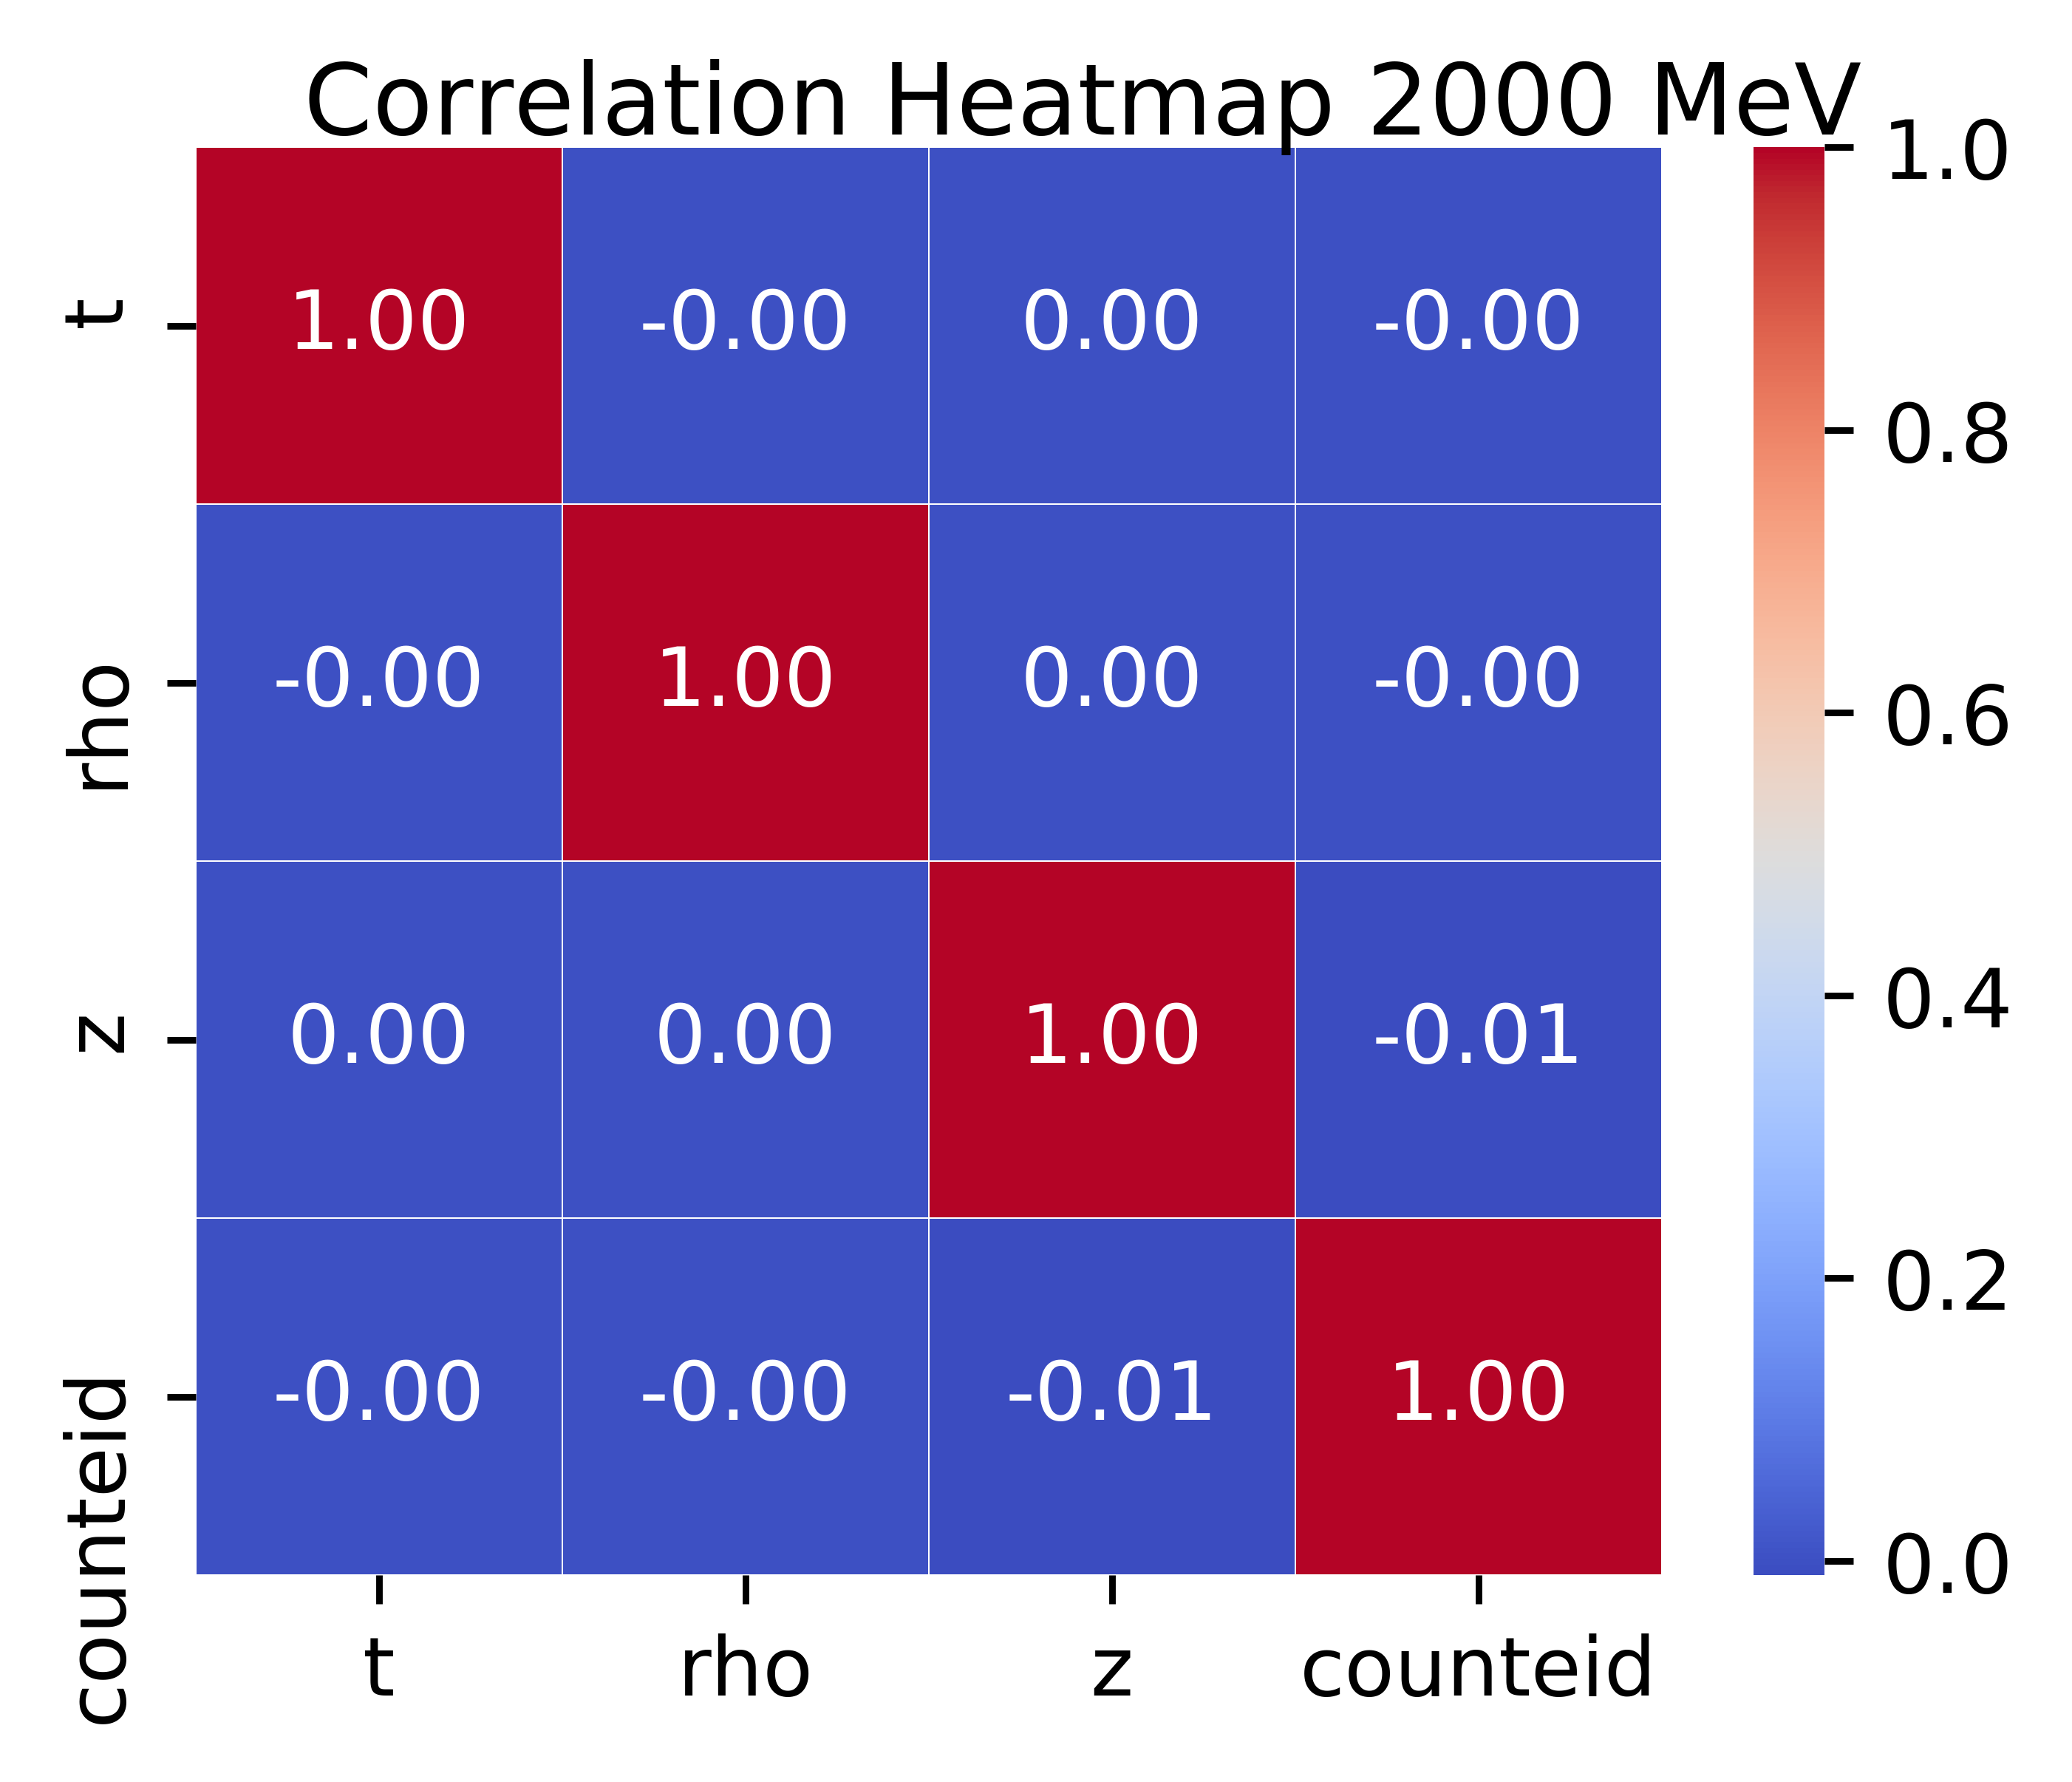 Correlation Heatmap 2000 MeV
t 1.00 -0.00 0.00 -0.00
rho -0.00 1.00 0.00 -0.00
z 0.00 0.00 1.00 -0.01
counteid -0.00 -0.00 -0.01 1.00
t rho z counteid
1.0
0.8
0.6
0.4
0.2
0.0